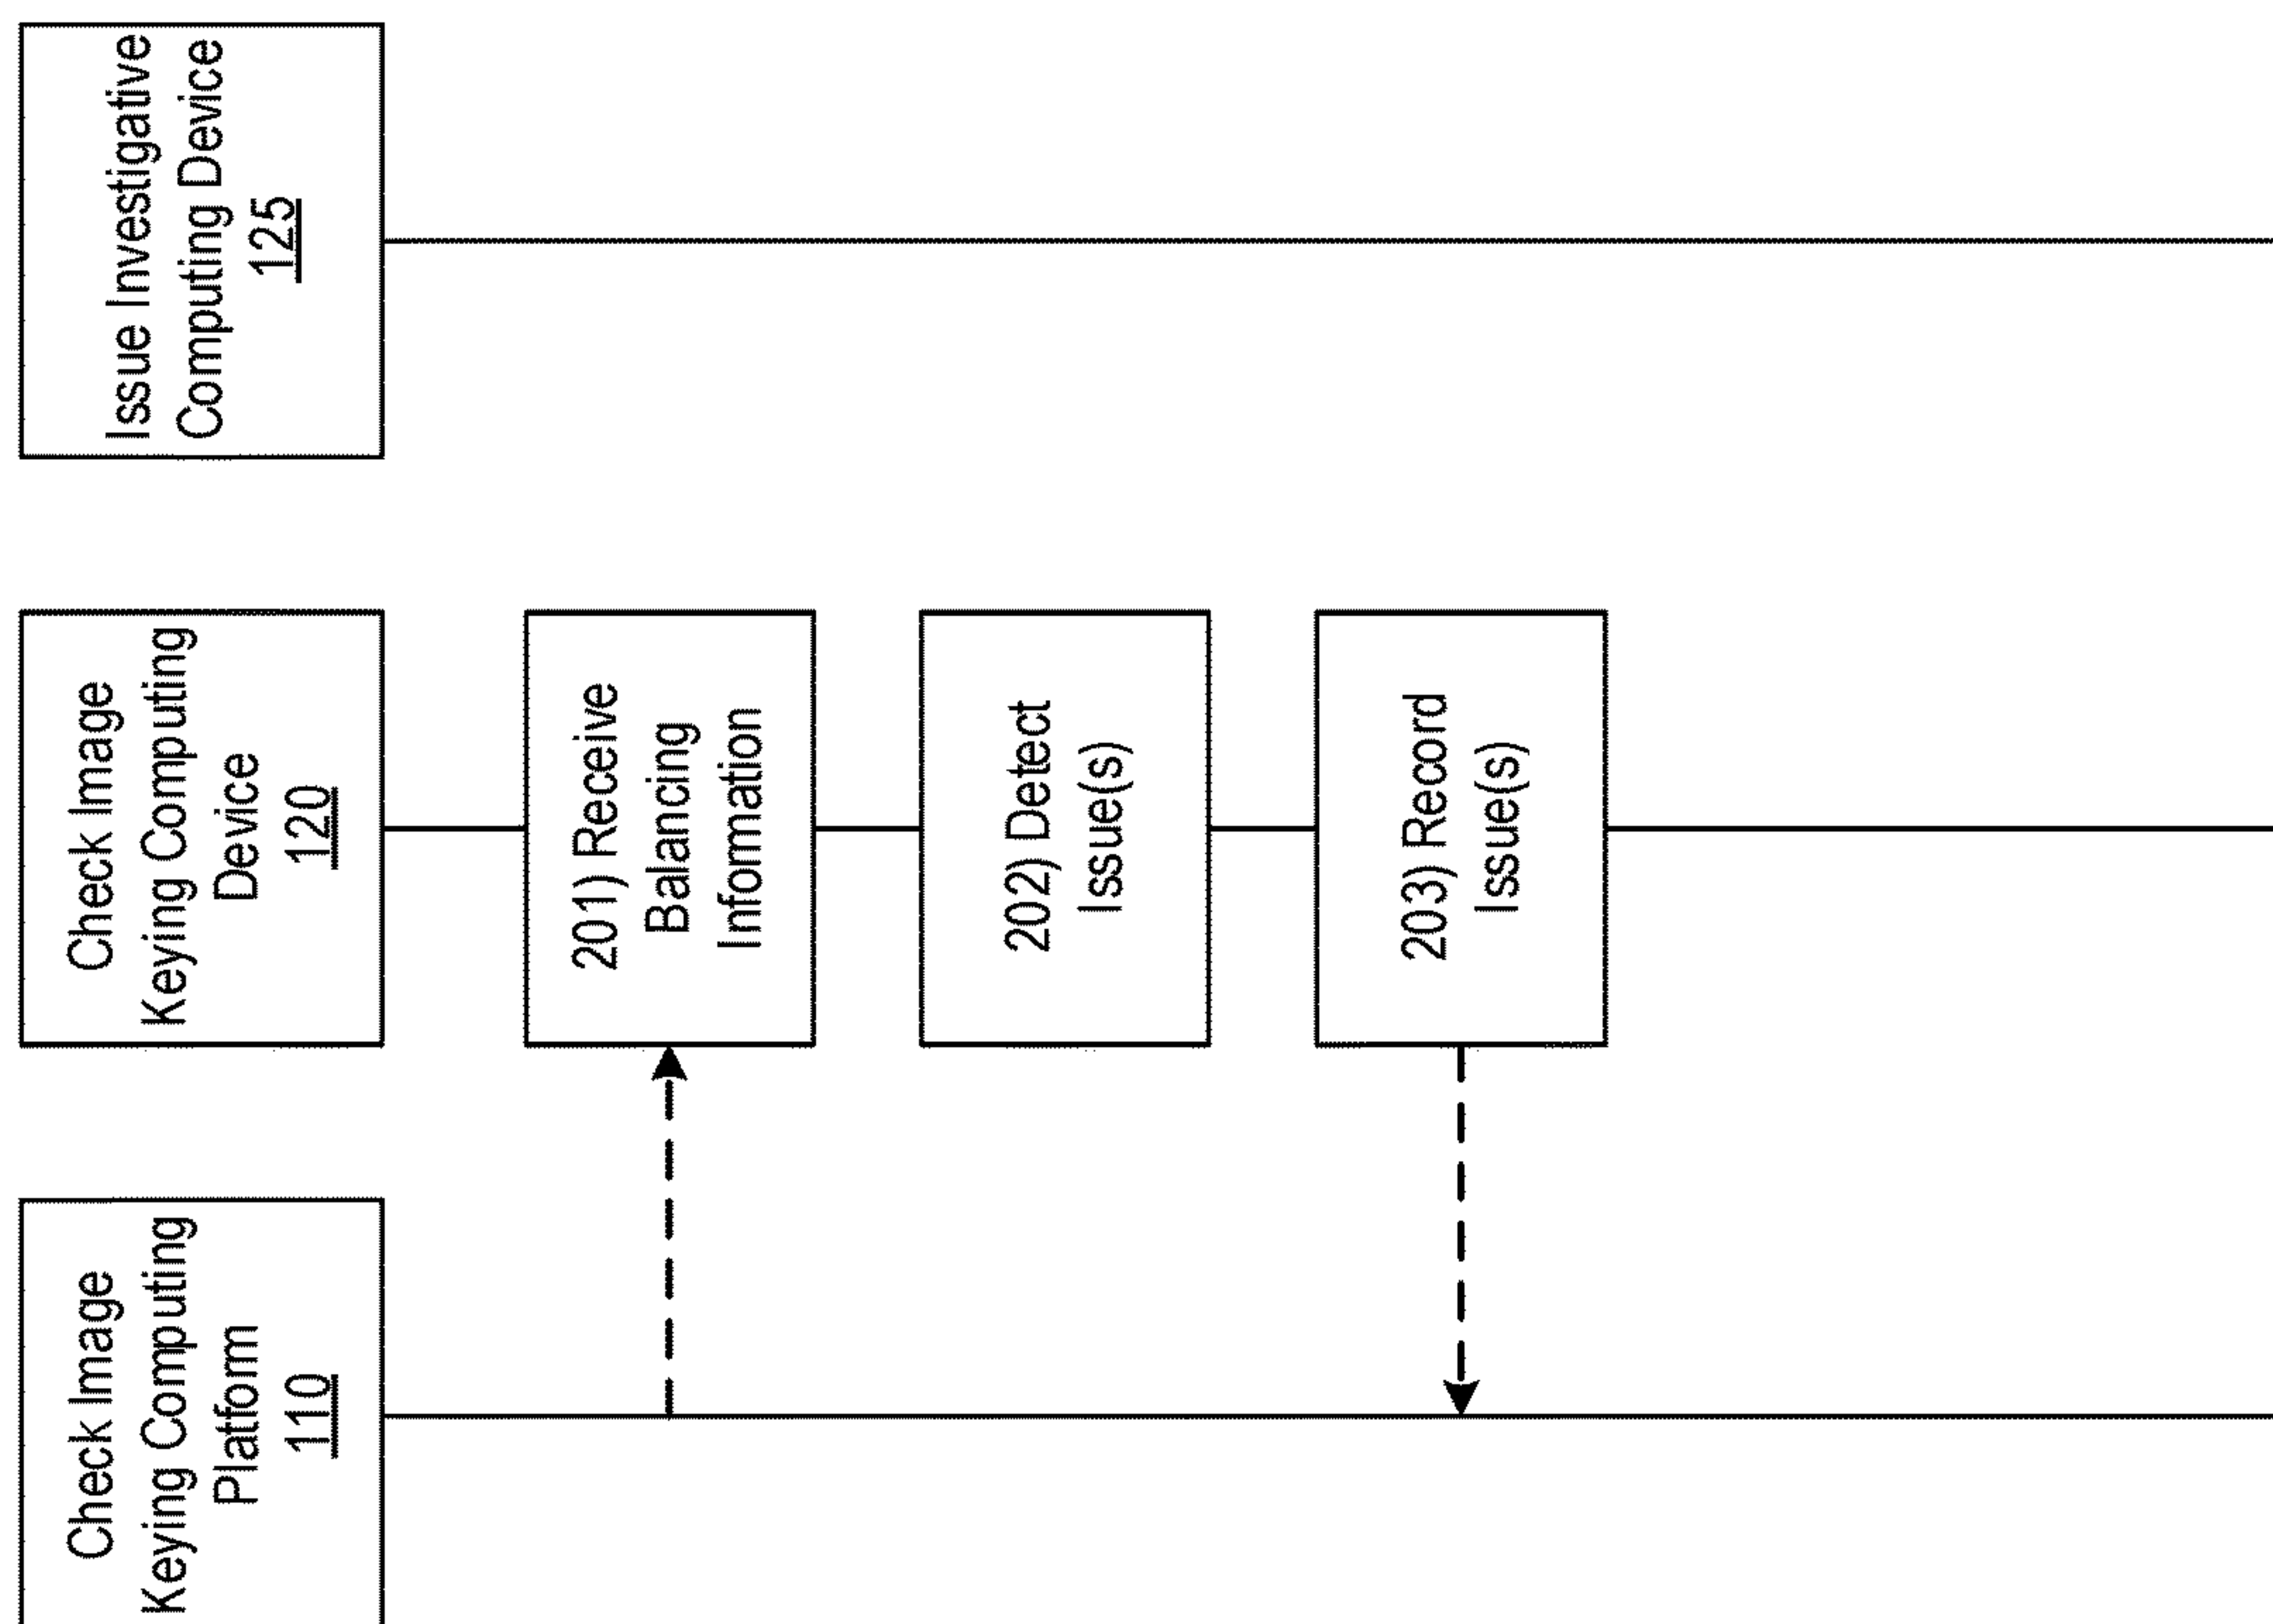 Check Image
Keying Computing
Platform
110
Check Image
Keying Computing
Device
120
Issue Investigative
Computing Device
125
201) Receive
Balancing
Information
202) Detect
Issue(s)
203) Record
Issue(s)